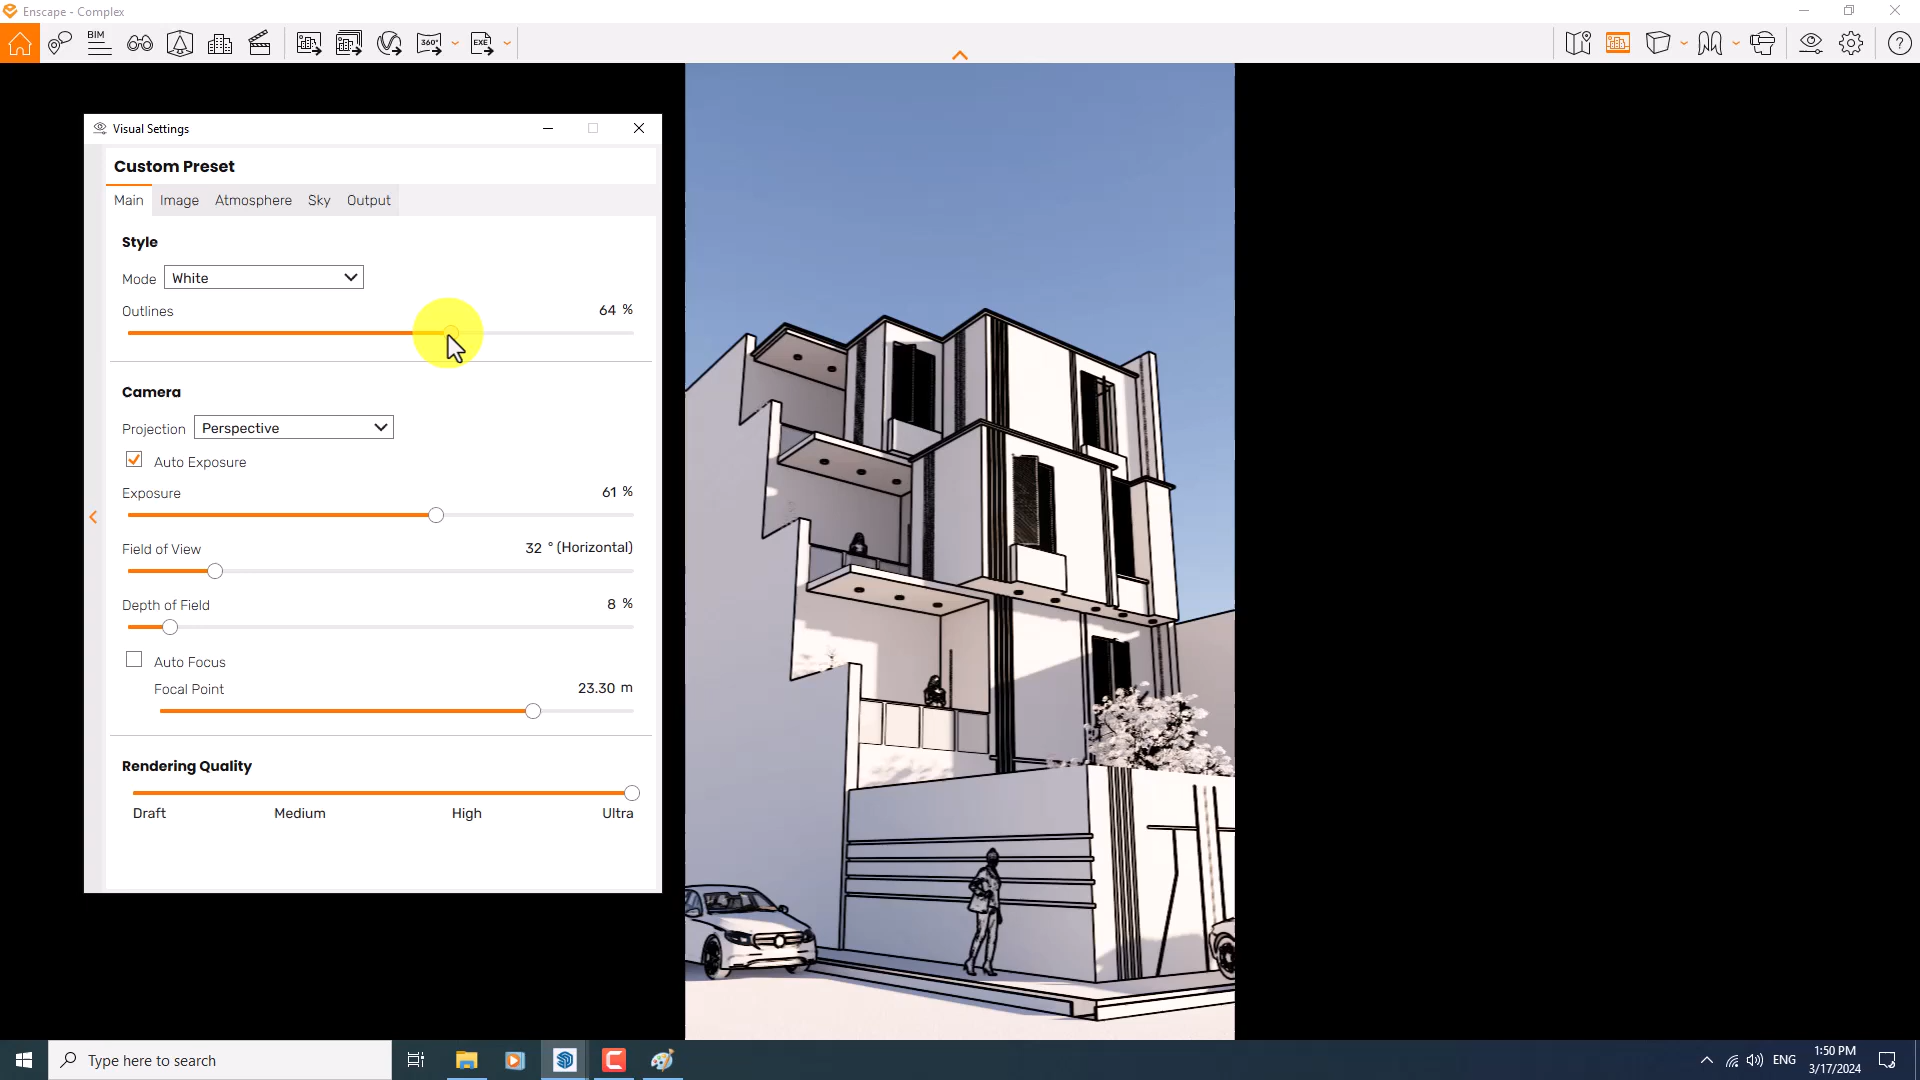 Enscape - Complex
BIM
360°
EXE
?
Visual Settings
Custom Preset
Main Image Atmosphere Sky Output
Style
Mode White
Outlines 64 %
Camera
Projection Perspective
Auto Exposure
Exposure 61 %
Field of View 32 ° (Horizontal)
Depth of Field 8 %
Auto Focus
Focal Point 23.30 m
Rendering Quality
Draft Medium High Ultra
Type here to search
ENG
1:50 PM
3/17/2024